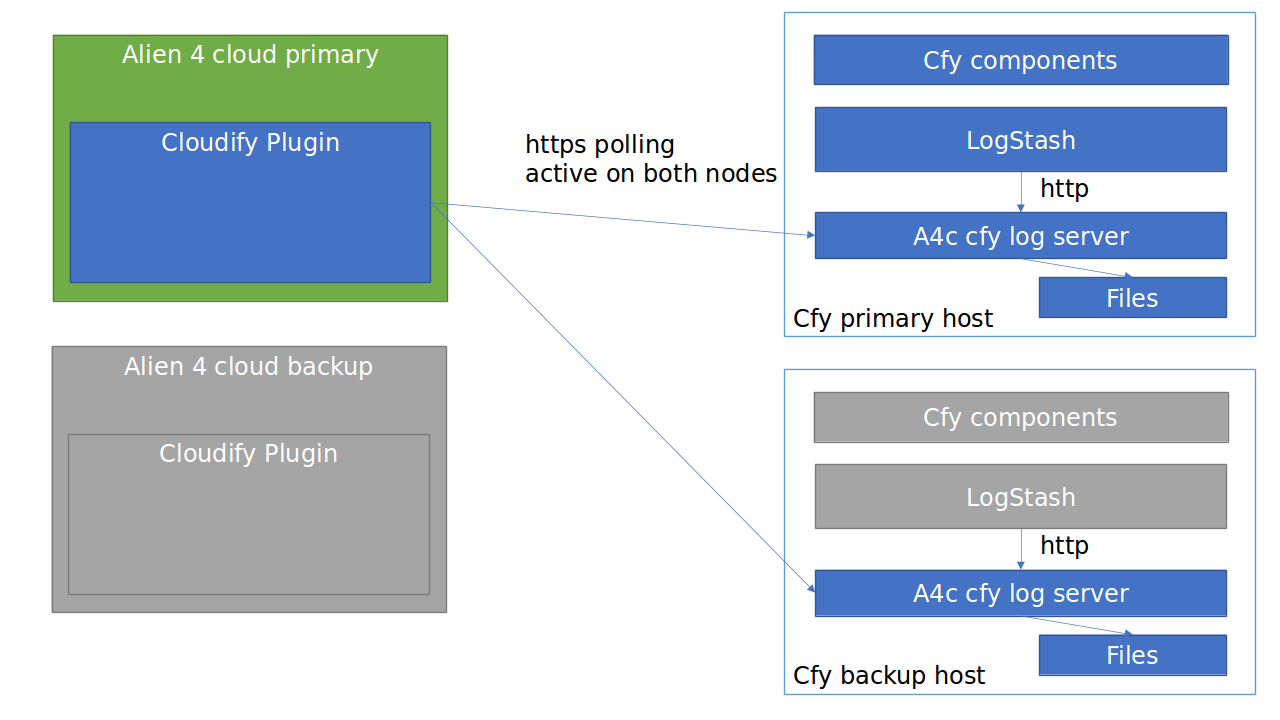 Alien 4 cloud primary
Cloudify Plugin
https polling
active on both nodes
Cfy components
LogStash
http
A4c cfy log server
Files
Cfy primary host
Alien 4 cloud backup
Cloudify Plugin
Cfy components
LogStash
http
A4c cfy log server
Files
Cfy backup host